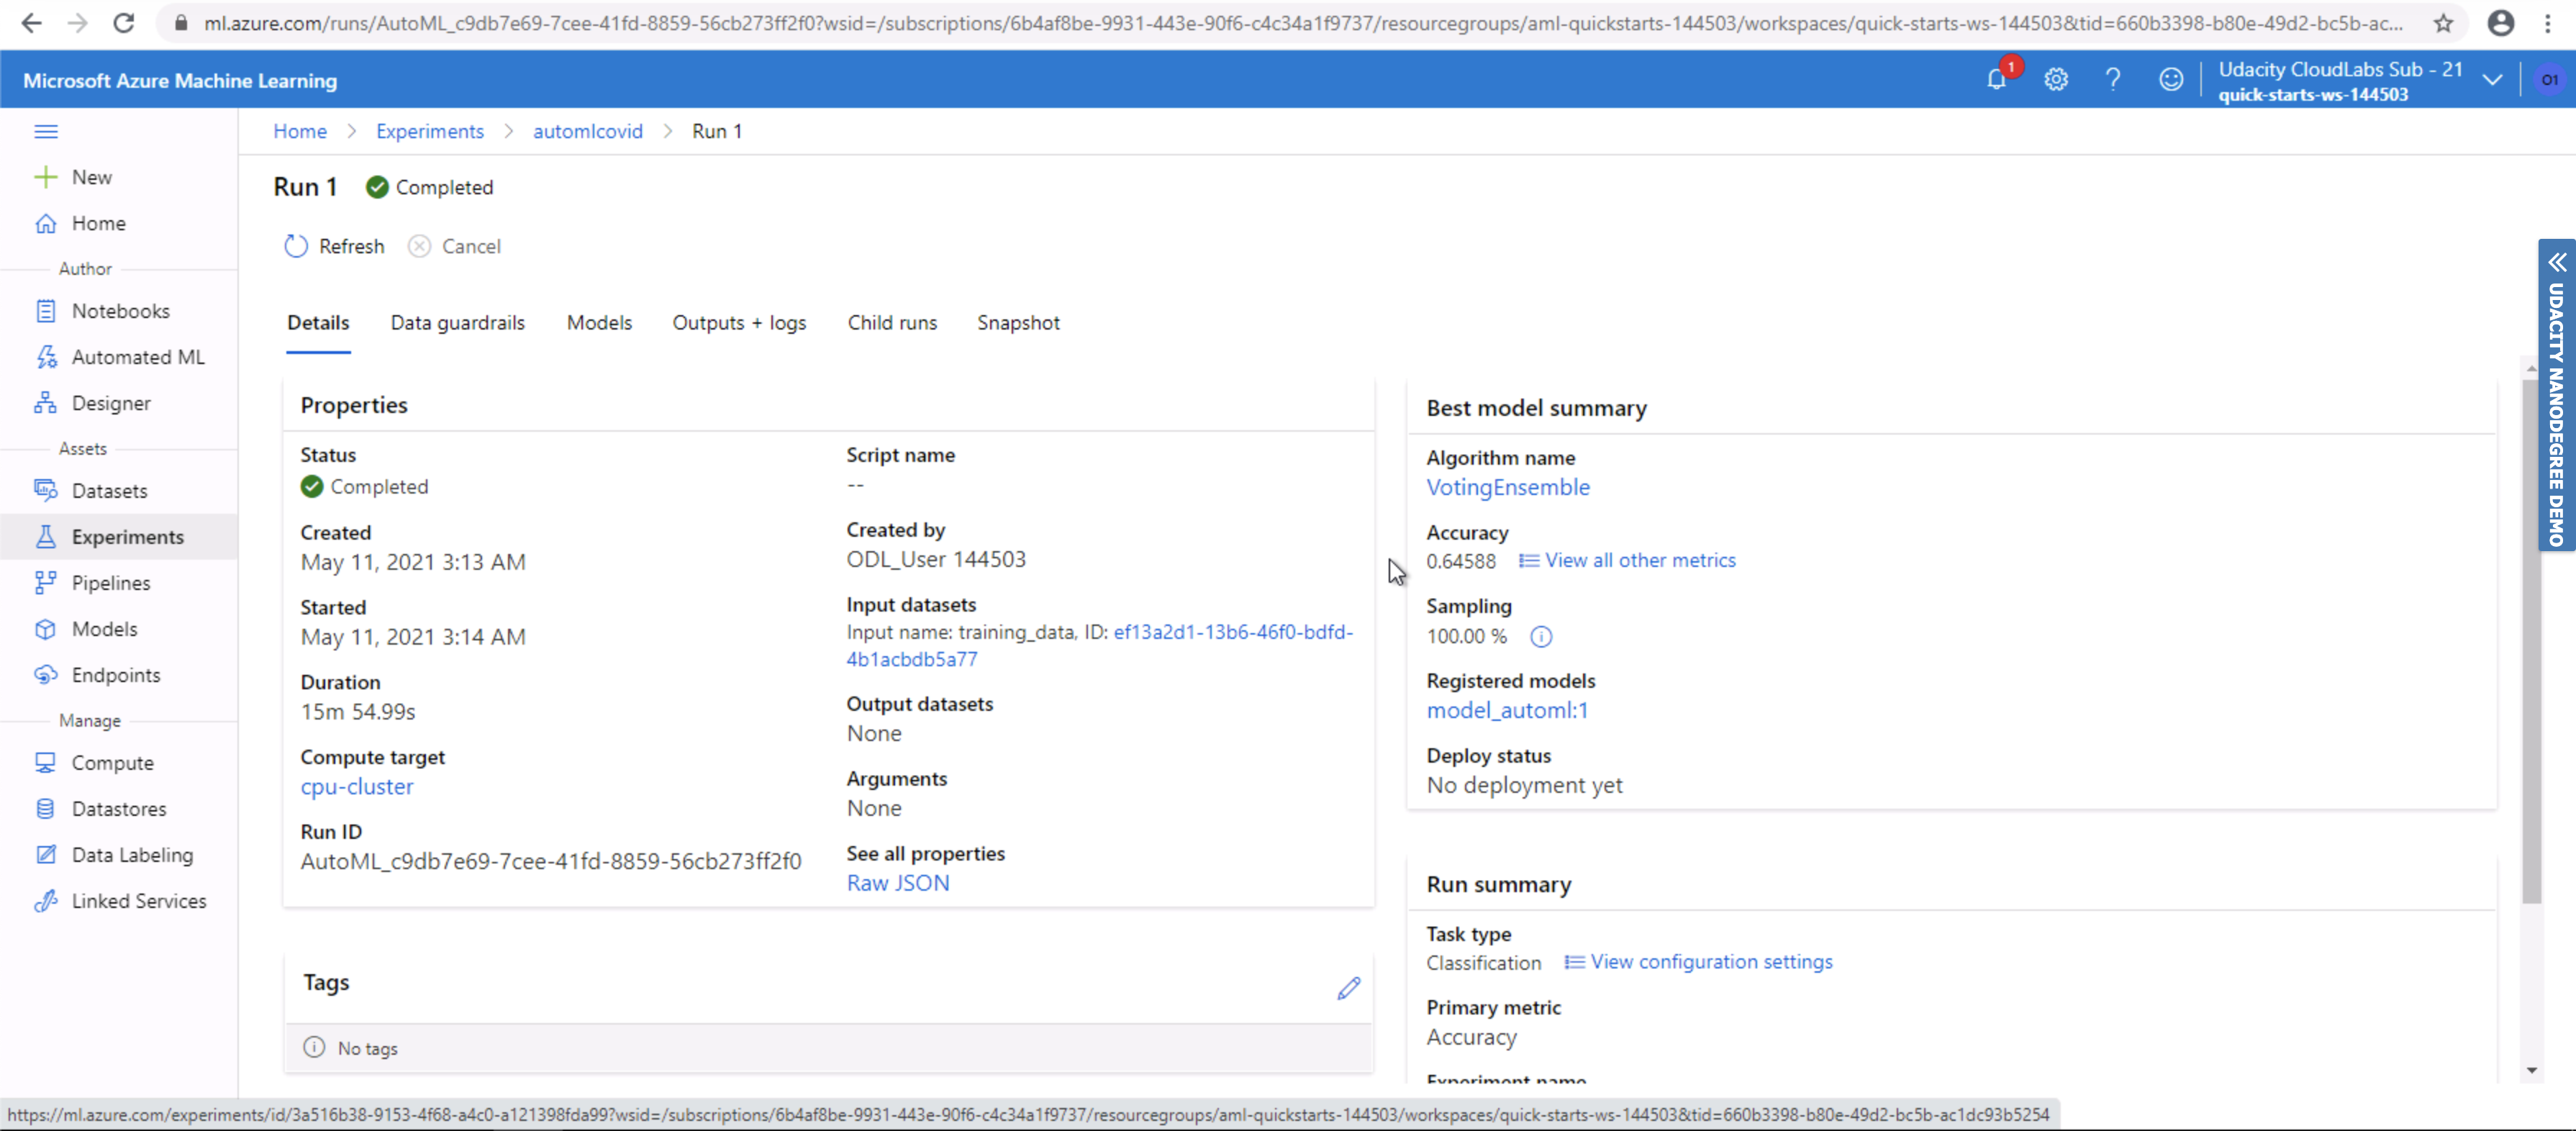 ml.azure.com/runs/AutoML_c9db7e69-7cee-41fd-8859-56cb273ff2f0?wsid=/subscriptions/6b4af8be-9931-443e-90f6-c4c34a1f9737/resourcegroups/aml-quickstarts-144503/workspaces/quick-starts-ws-144503&tid=660b3398-b80e-49d2-bc5b-ac...
Microsoft Azure Machine Learning
1
Udacity CloudLabs Sub - 21
quick-starts-ws-144503
O1
Home > Experiments > automlcovid > Run 1
New
Home
Author
Notebooks
Automated ML
Designer
Assets
Datasets
Experiments
Pipelines
Models
Endpoints
Manage
Compute
Datastores
Data Labeling
Linked Services
Run 1 Completed
Refresh Cancel
Details Data guardrails Models Outputs + logs Child runs Snapshot
Properties
Status
Completed
Created
May 11, 2021 3:13 AM
Started
May 11, 2021 3:14 AM
Duration
15m 54.99s
Compute target
cpu-cluster
Run ID
AutoML_c9db7e69-7cee-41fd-8859-56cb273ff2f0
Script name
--
Created by
ODL_User 144503
Input datasets
Input name: training_data, ID: ef13a2d1-13b6-46f0-bdfd-
4b1acbdb5a77
Output datasets
None
Arguments
None
See all properties
Raw JSON
Tags
No tags
Best model summary
Algorithm name
VotingEnsemble
Accuracy
0.64588 View all other metrics
Sampling
100.00 %
Registered models
model_automl:1
Deploy status
No deployment yet
Run summary
Task type
Classification View configuration settings
Primary metric
Accuracy
Experiment name
UDACITY NANODEGREE DEMO
https://ml.azure.com/experiments/id/3a516b38-9153-4f68-a4c0-a121398fda99?wsid=/subscriptions/6b4af8be-9931-443e-90f6-c4c34a1f9737/resourcegroups/aml-quickstarts-144503/workspaces/quick-starts-ws-144503&tid=660b3398-b80e-49d2-bc5b-ac1dc93b5254